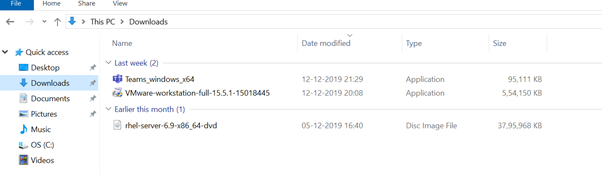 File Home Share View
This PC > Downloads
Name Date modified Type Size
Quick access
Desktop
Downloads
Documents
Pictures
Music
OS (C:)
Videos
Last week (2)
Teams_windows_x64 12-12-2019 21:29 Application 95,111 KB
VMware-workstation-full-15.5.1-15018445 12-12-2019 20:08 Application 5,54,150 KB
Earlier this month (1)
rhel-server-6.9-x86_64-dvd 05-12-2019 16:40 Disc Image File 37,95,968 KB